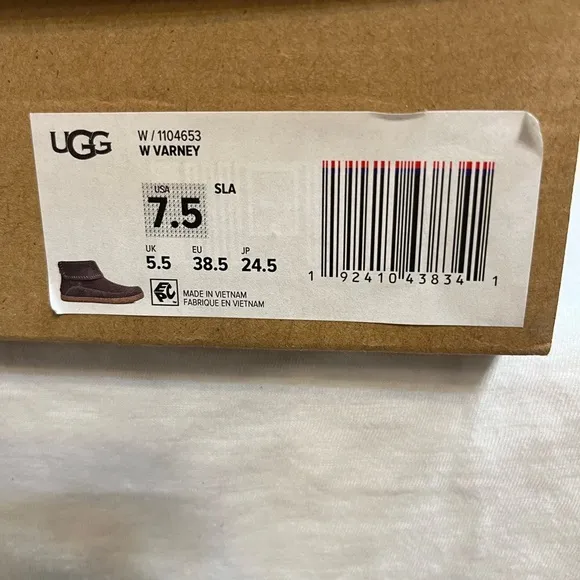 UGG
W / 1104653
W VARNEY
USA
7.5
SLA
UK EU JP
5.5 38.5 24.5
MADE IN VIETNAM
FABRIQUE EN VIETNAM
1 92410 43834 1